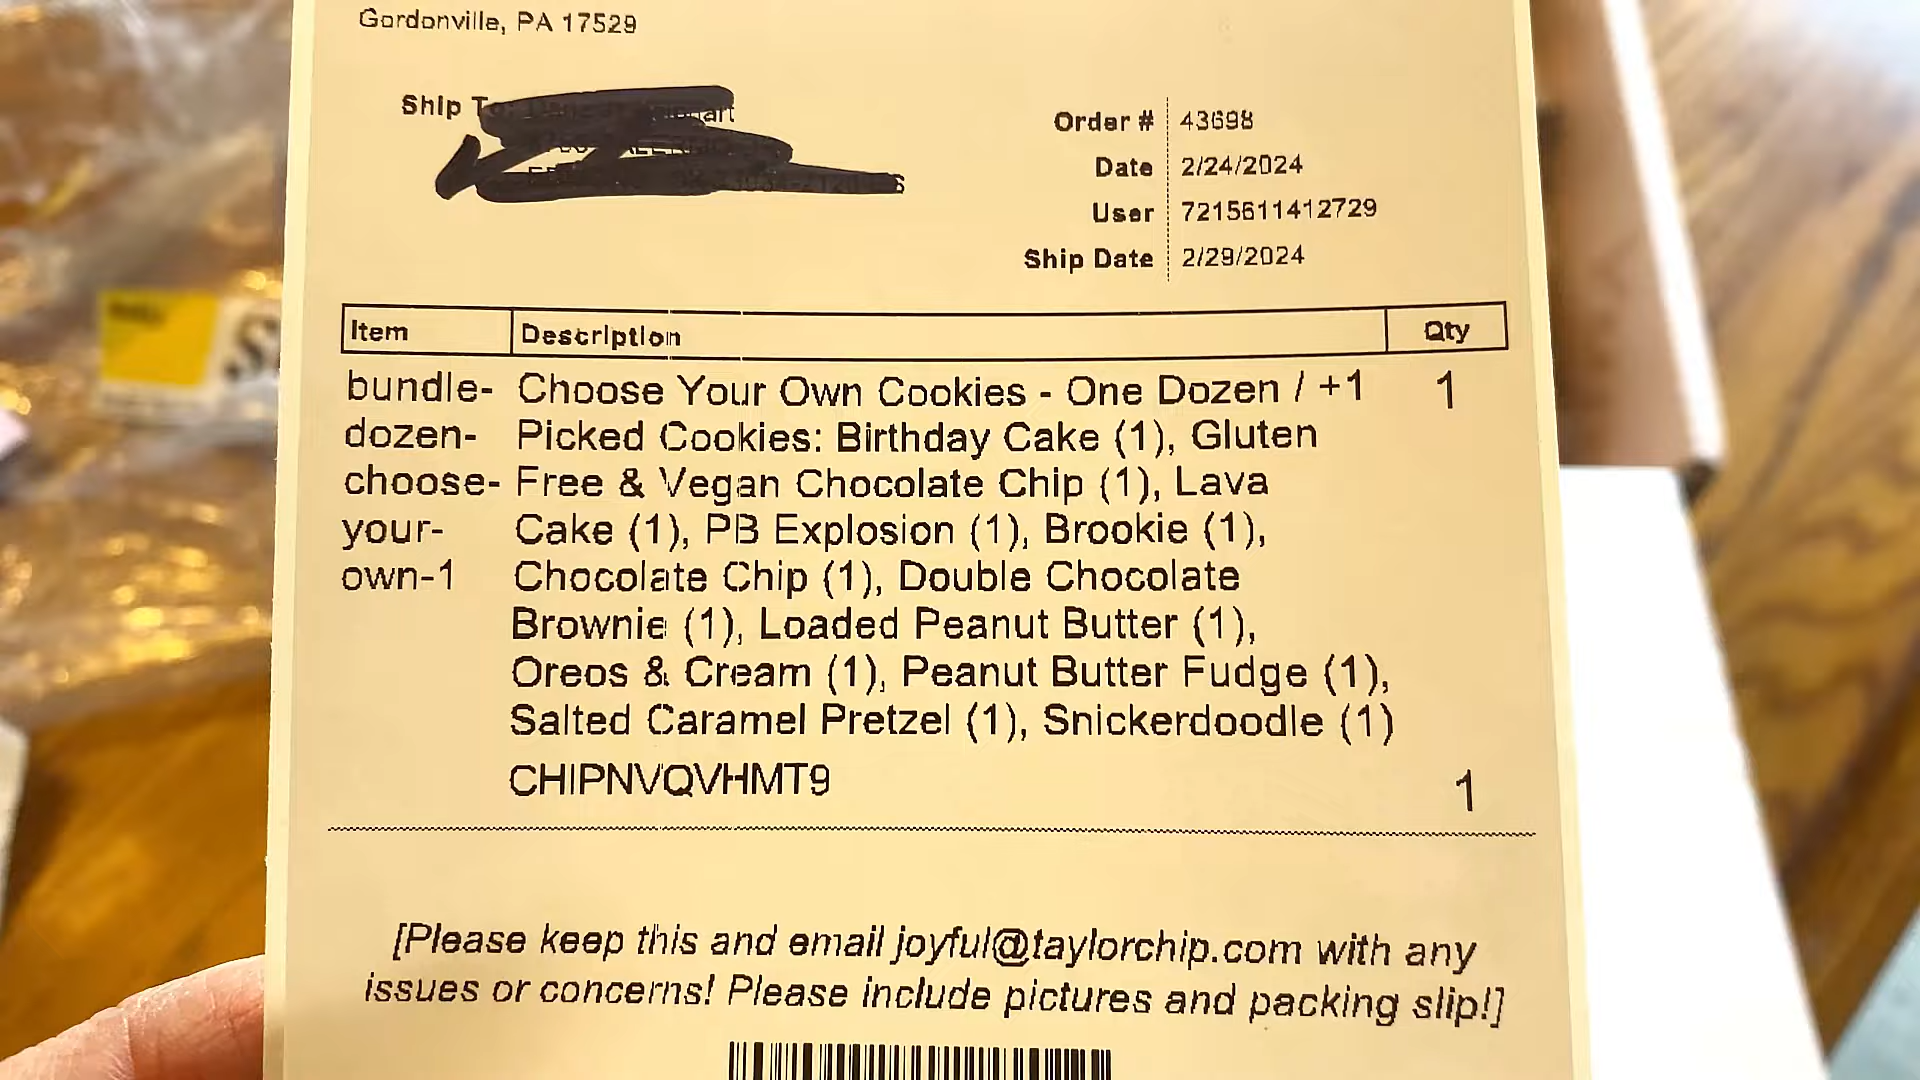 Gordonville, PA 17529
Ship To:
Order # 43698
Date 2/24/2024
User 7215611412729
Ship Date 2/29/2024
Item Description Qty
bundle- Choose Your Own Cookies - One Dozen / +1 1
dozen- Picked Cookies: Birthday Cake (1), Gluten
choose- Free & Vegan Chocolate Chip (1), Lava
your- Cake (1), PB Explosion (1), Brookie (1),
own-1 Chocolate Chip (1), Double Chocolate
Brownie (1), Loaded Peanut Butter (1),
Oreos & Cream (1), Peanut Butter Fudge (1),
Salted Caramel Pretzel (1), Snickerdoodle (1)
CHIPNVQVHMT9 1
[Please keep this and email joyful@taylorchip.com with any
issues or concerns! Please include pictures and packing slip!]